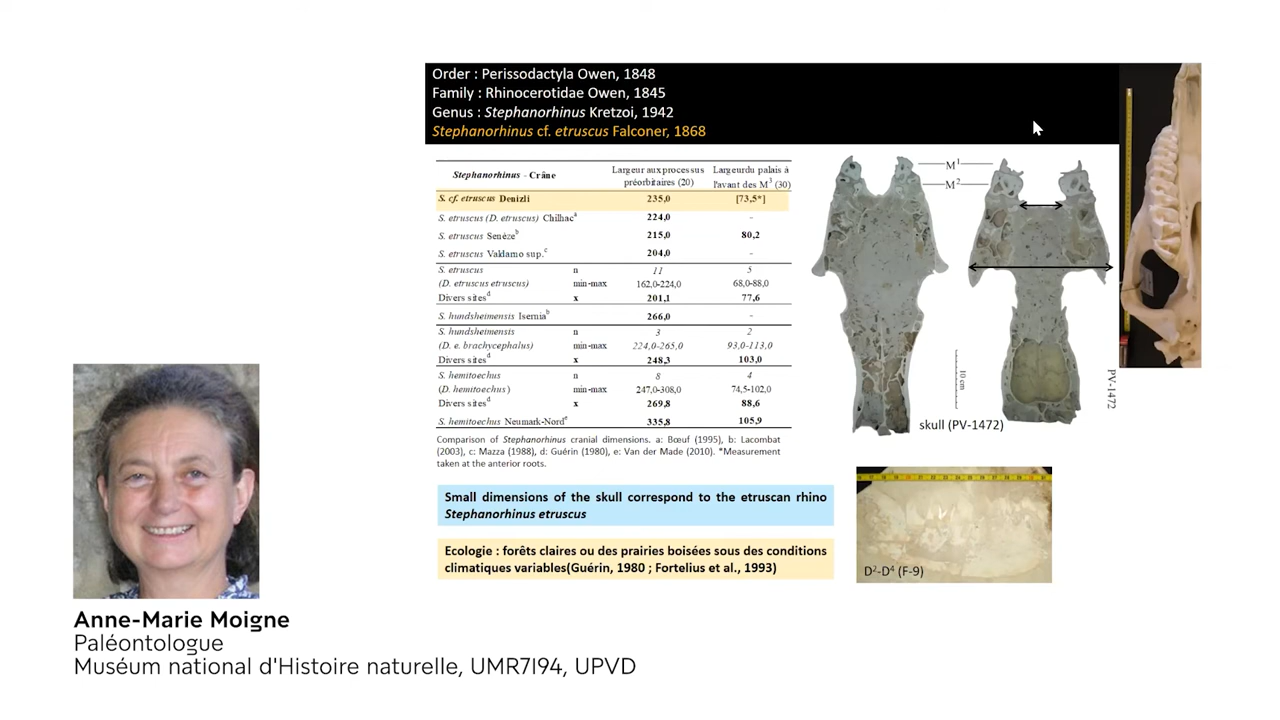 Order : Perissodactyla Owen, 1848
Family : Rhinocerotidae Owen, 1845
Genus : Stephanorhinus Kretzoi, 1942
Stephanorhinus cf. etruscus Falconer, 1868
Stephanorhinus - Crâne Largeur aux processus préorbitaires (20) Largeur du palais à l'avant des M³ (30)
S. cf. etruscus Denizli 235,0 [73,5*]
S. etruscus (D. etruscus) Chilhacᵃ 224,0 -
S. etruscus Senèzeᵇ 215,0 80,2
S. etruscus Valdarno sup.ᶜ 204,0 -
S. etruscus n 11 5
(D. etruscus etruscus) min-max 162,0-224,0 68,0-88,0
Divers sitesᵈ x 201,1 77,6
S. hundsheimensis Iserniaᵇ 266,0 -
S. hundsheimensis n 3 2
(D. e. brachycephalus) min-max 224,0-265,0 93,0-113,0
Divers sitesᵈ x 248,3 103,0
S. hemitoechus n 8 4
(D. hemitoechus) min-max 247,0-308,0 74,5-102,0
Divers sitesᵈ x 269,8 88,6
S. hemitoechus Neumark-Nordᵉ 335,8 105,9
Comparison of Stephanorhinus cranial dimensions. a: Bœuf (1995), b: Lacombat
(2003), c: Mazza (1988), d: Guérin (1980), e: Van der Made (2010). *Measurement
taken at the anterior roots.
M¹
M²
10 cm
PV-1472
skull (PV-1472)
Small dimensions of the skull correspond to the etruscan rhino
Stephanorhinus etruscus
Ecologie : forêts claires ou des prairies boisées sous des conditions
climatiques variables(Guérin, 1980 ; Fortelius et al., 1993)
D²-D⁴ (F-9)
Anne-Marie Moigne
Paléontologue
Muséum national d'Histoire naturelle, UMR7194, UPVD